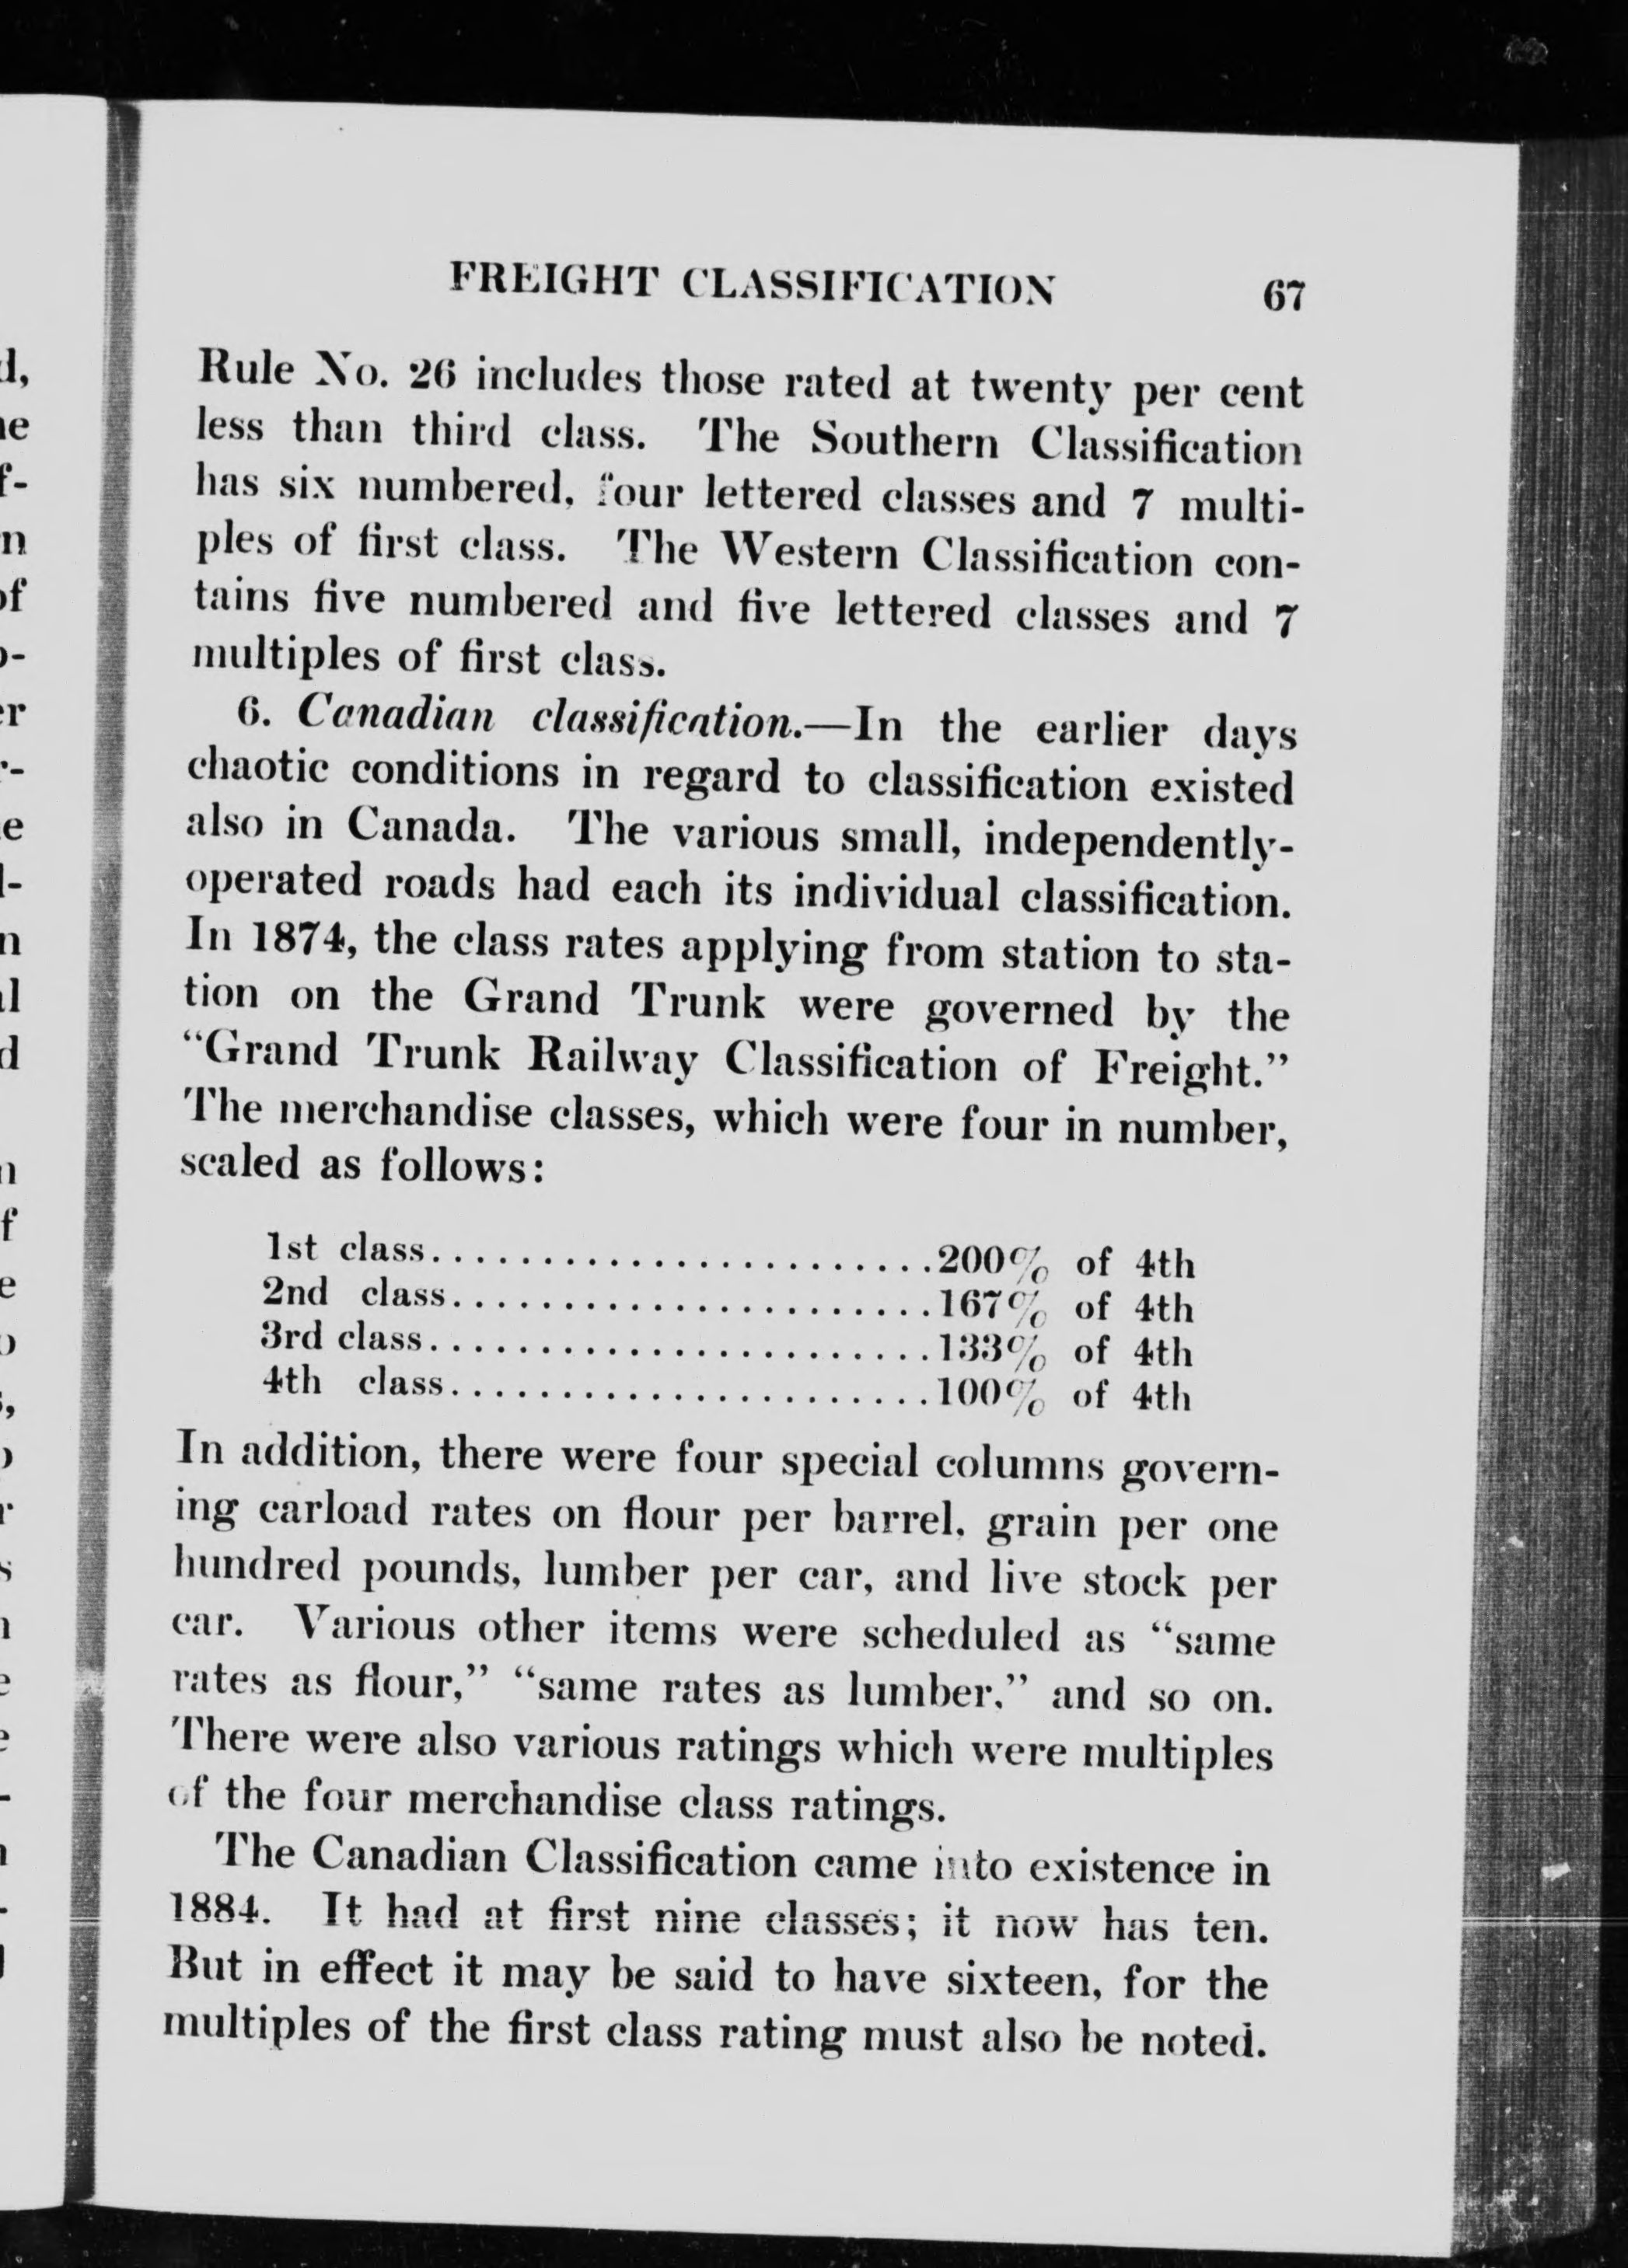 FREIGHT CLASSIFICATION 67
Rule No. 26 includes those rated at twenty per cent
less than third class. The Southern Classification
has six numbered, four lettered classes and 7 multi-
ples of first class. The Western Classification con-
tains five numbered and five lettered classes and 7
multiples of first class.
6. Canadian classification.—In the earlier days
chaotic conditions in regard to classification existed
also in Canada. The various small, independently-
operated roads had each its individual classification.
In 1874, the class rates applying from station to sta-
tion on the Grand Trunk were governed by the
“Grand Trunk Railway Classification of Freight.”
The merchandise classes, which were four in number,
scaled as follows:
1st class........................200% of 4th
2nd class.......................167% of 4th
3rd class........................133% of 4th
4th class.......................100% of 4th
In addition, there were four special columns govern-
ing carload rates on flour per barrel, grain per one
hundred pounds, lumber per car, and live stock per
car. Various other items were scheduled as “same
rates as flour,” “same rates as lumber,” and so on.
There were also various ratings which were multiples
of the four merchandise class ratings.
The Canadian Classification came into existence in
1884. It had at first nine classes; it now has ten.
But in effect it may be said to have sixteen, for the
multiples of the first class rating must also be noted.